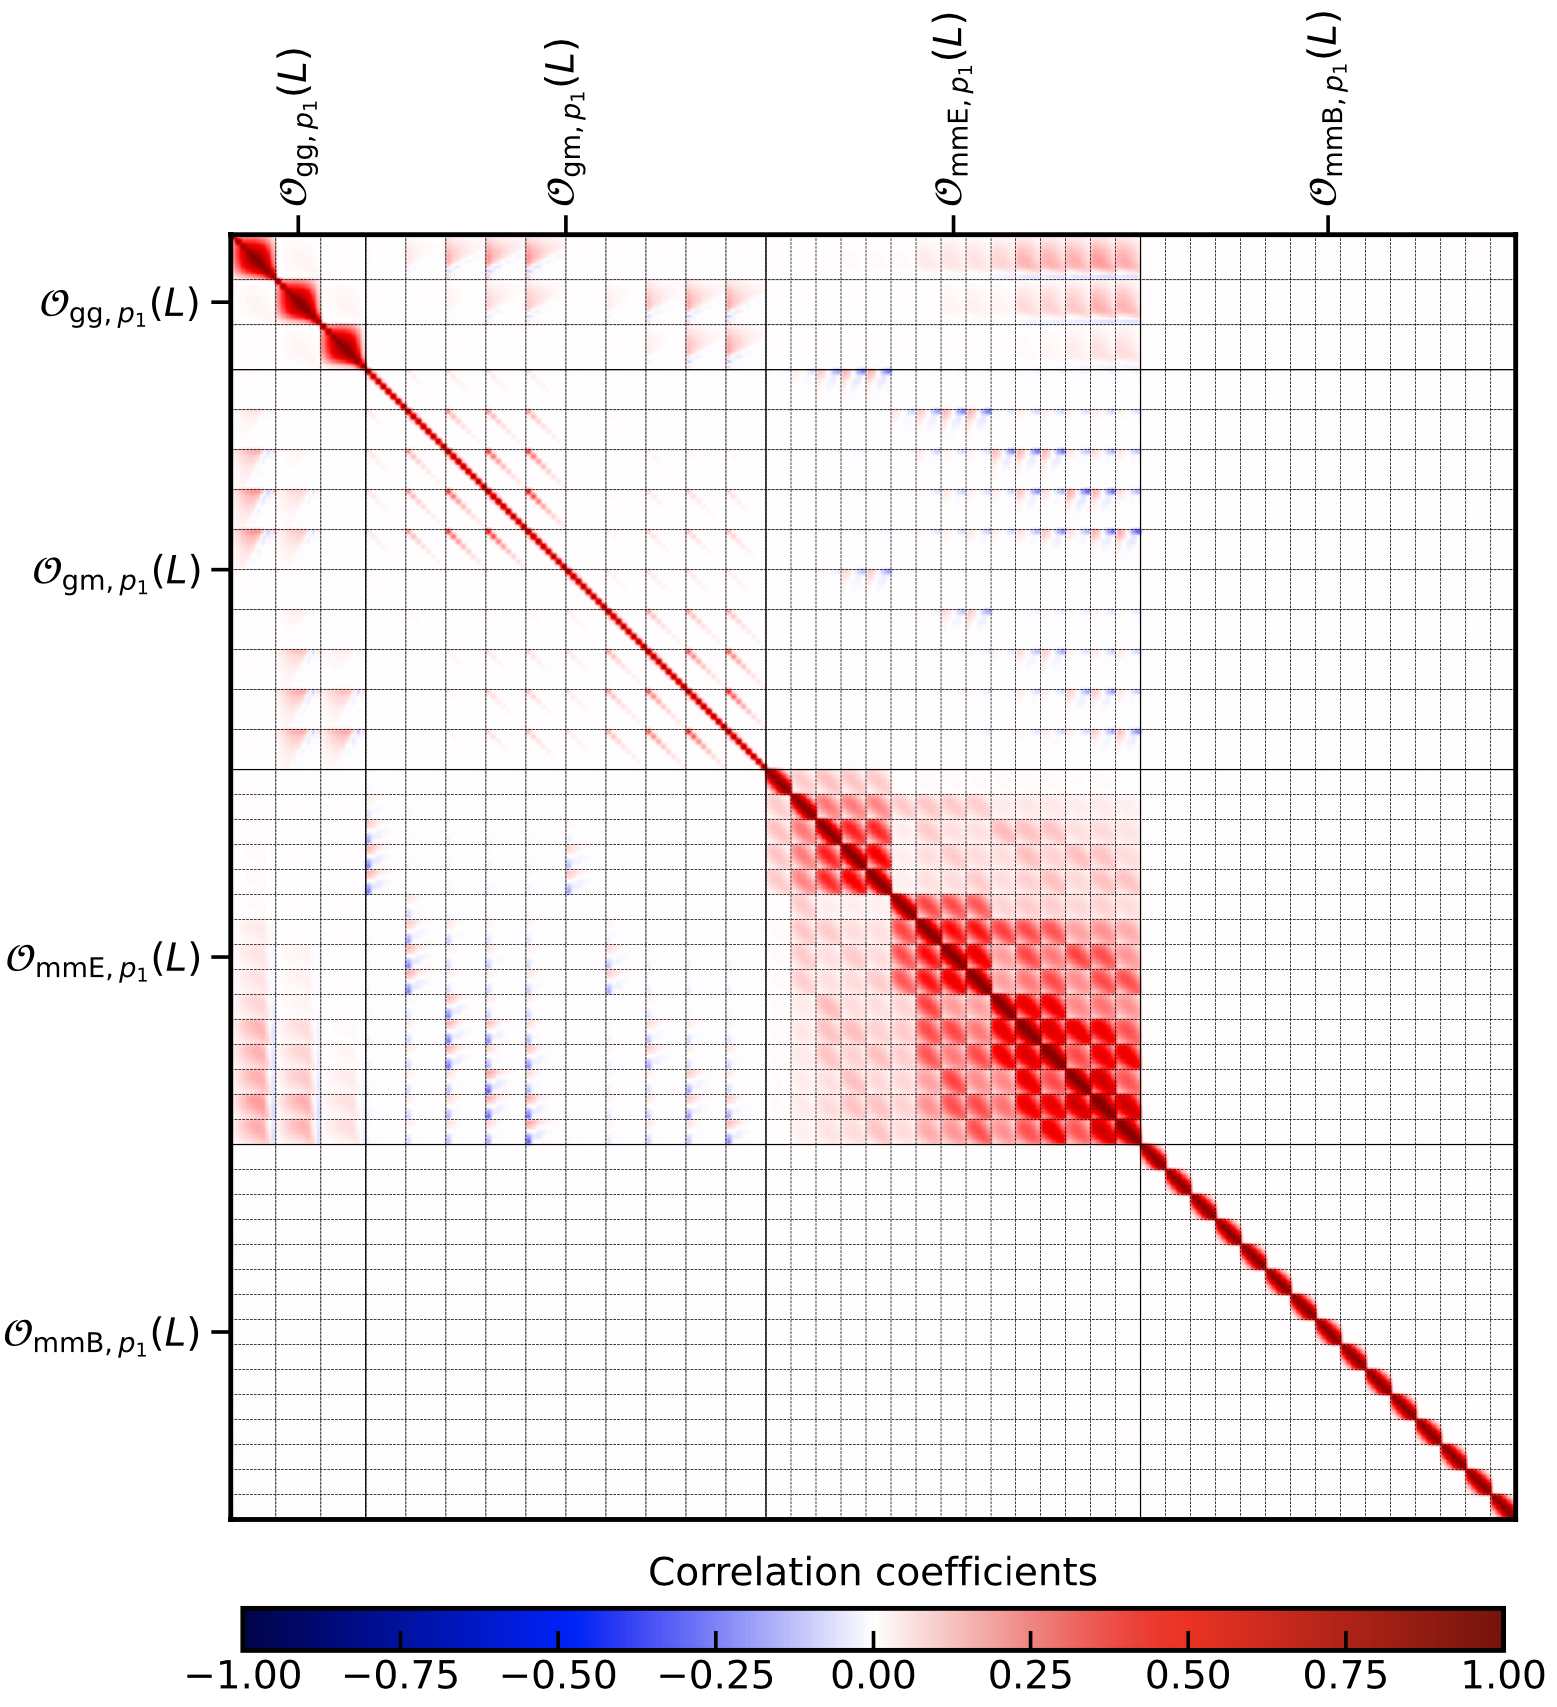 𝒪gg, p₁(L)
𝒪gm, p₁(L)
𝒪mmE, p₁(L)
𝒪mmB, p₁(L)
𝒪gg, p₁(L)
𝒪gm, p₁(L)
𝒪mmE, p₁(L)
𝒪mmB, p₁(L)
Correlation coefficients
−1.00 −0.75 −0.50 −0.25 0.00 0.25 0.50 0.75 1.00